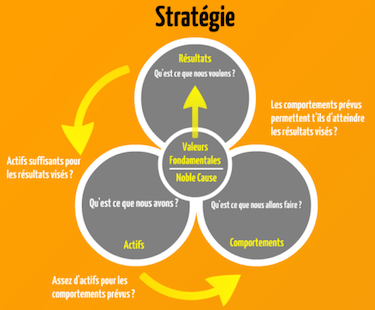 Stratégie
Résultats
Qu'est ce que nous voulons ?
Les comportements prévus
permettent t'ils d'atteindre
les résultats visés ?
Valeurs
Fondamentales
Noble Cause
Actifs suffisants pour
les résultats visés ?
Qu'est ce que nous avons ?
Actifs
Qu'est ce que nous allons faire ?
Comportements
Assez d'actifs pour les
comportements prévus ?